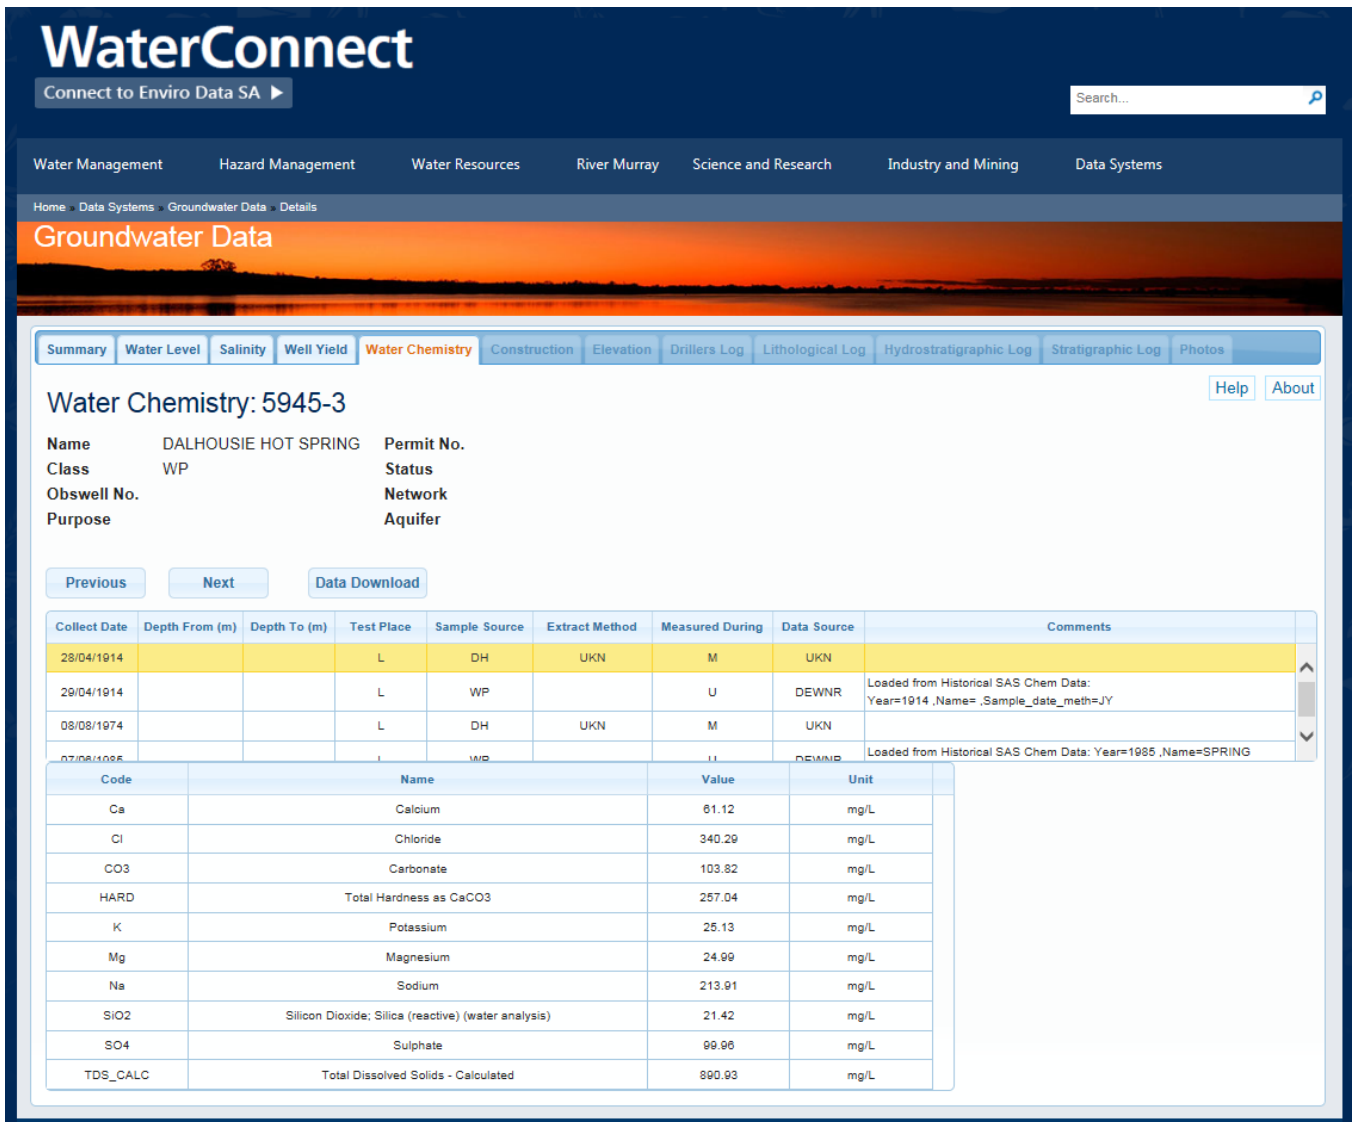 WaterConnect
Connect to Enviro Data SA
Search...
Water Management Hazard Management Water Resources River Murray Science and Research Industry and Mining Data Systems
Home » Data Systems » Groundwater Data » Details
Groundwater Data
Summary Water Level Salinity Well Yield Water Chemistry Construction Elevation Drillers Log Lithological Log Hydrostratigraphic Log Stratigraphic Log Photos
Help About
Water Chemistry: 5945-3
Name DALHOUSIE HOT SPRING Permit No.
Class WP Status
Obswell No. Network
Purpose Aquifer
Previous Next Data Download
Collect Date Depth From (m) Depth To (m) Test Place Sample Source Extract Method Measured During Data Source Comments
28/04/1914 L DH UKN M UKN
29/04/1914 L WP U DEWNR Loaded from Historical SAS Chem Data:
Year=1914 ,Name= ,Sample_date_meth=JY
08/08/1974 L DH UKN M UKN
07/06/1985 L WP U DEWNR Loaded from Historical SAS Chem Data: Year=1985 ,Name=SPRING
Code Name Value Unit
Ca Calcium 61.12 mg/L
Cl Chloride 340.29 mg/L
CO3 Carbonate 103.82 mg/L
HARD Total Hardness as CaCO3 257.04 mg/L
K Potassium 25.13 mg/L
Mg Magnesium 24.99 mg/L
Na Sodium 213.91 mg/L
SiO2 Silicon Dioxide; Silica (reactive) (water analysis) 21.42 mg/L
SO4 Sulphate 99.96 mg/L
TDS_CALC Total Dissolved Solids - Calculated 890.93 mg/L